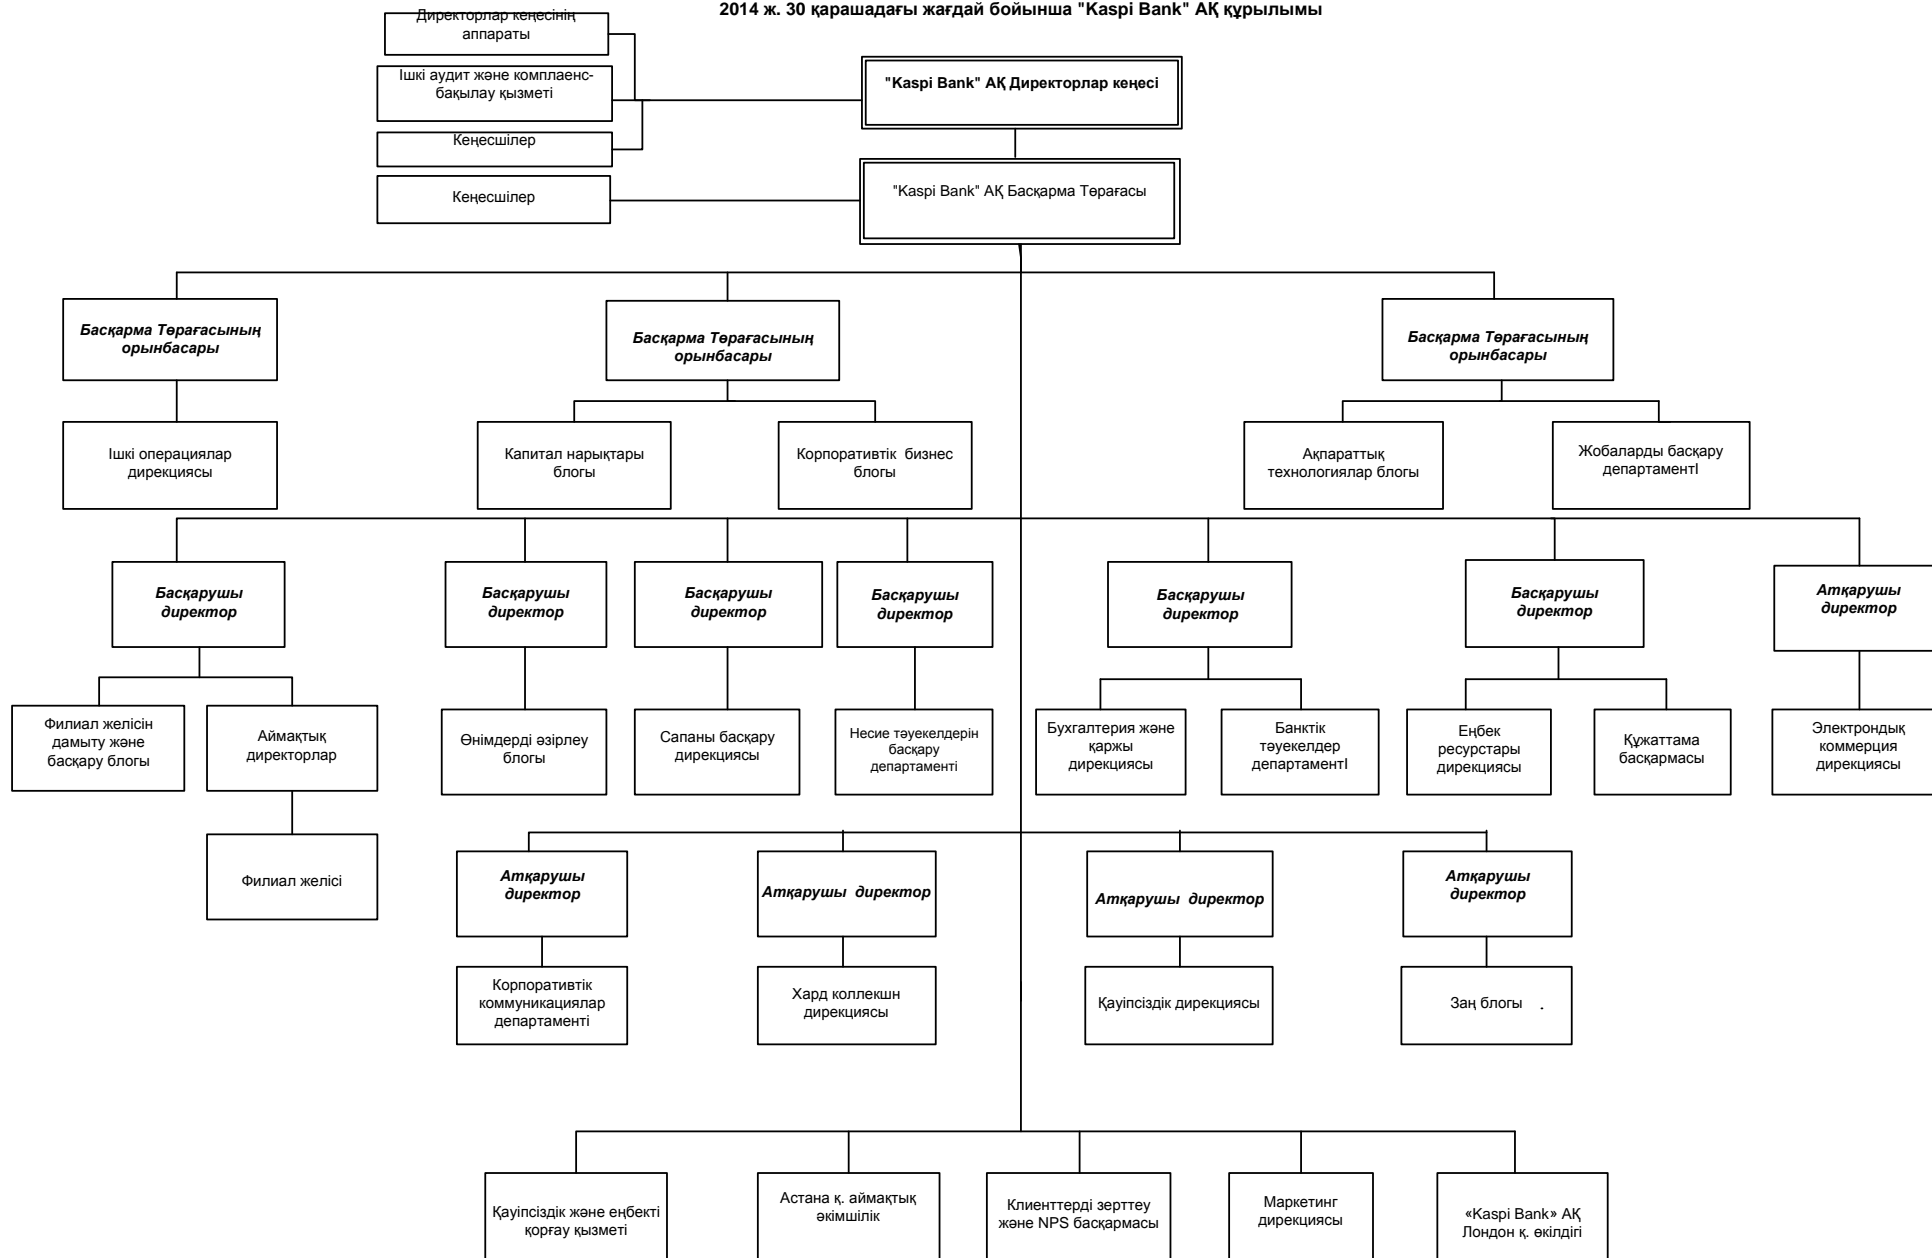 2014 ж. 30 қарашадағы жағдай бойынша "Kaspi Bank" АҚ құрылымы
Директорлар кеңесінің
аппараты
Ішкі аудит және комплаенс-
бақылау қызметі
Кеңесшілер
"Kaspi Bank" АҚ Директорлар кеңесі
Кеңесшілер
"Kaspi Bank" АҚ Басқарма Төрағасы
Басқарма Төрағасының
орынбасары
Басқарма Төрағасының
орынбасары
Басқарма Төрағасының
орынбасары
Ішкі операциялар
дирекциясы
Капитал нарықтары
блогы
Корпоративтік  бизнес
блогы
Ақпараттық
технологиялар блогы
Жобаларды басқару
департаментІ
Басқарушы
директор
Басқарушы
директор
Басқарушы
директор
Басқарушы
директор
Басқарушы
директор
Басқарушы
директор
Атқарушы
директор
Филиал желісін
дамыту және
басқару блогы
Аймақтық
директорлар
Өнімдерді әзірлеу
блогы
Сапаны басқару
дирекциясы
Несие тәуекелдерін
басқару
департаменті
Бухгалтерия және
қаржы
дирекциясы
Банктік
тәуекелдер
департаментІ
Еңбек
ресурстары
дирекциясы
Құжаттама
басқармасы
Электрондық
коммерция
дирекциясы
Филиал желісі
Атқарушы
директор
Атқарушы  директор
Атқарушы  директор
Атқарушы
директор
Корпоративтік
коммуникациялар
департаменті
Хард коллекшн
дирекциясы
Қауіпсіздік дирекциясы
Заң блогы .
Қауіпсіздік және еңбекті
қорғау қызметі
Астана қ. аймақтық
әкімшілік
Клиенттерді зерттеу
және NPS басқармасы
Маркетинг
дирекциясы
«Kaspi Bank» АҚ
Лондон қ. өкілдігі